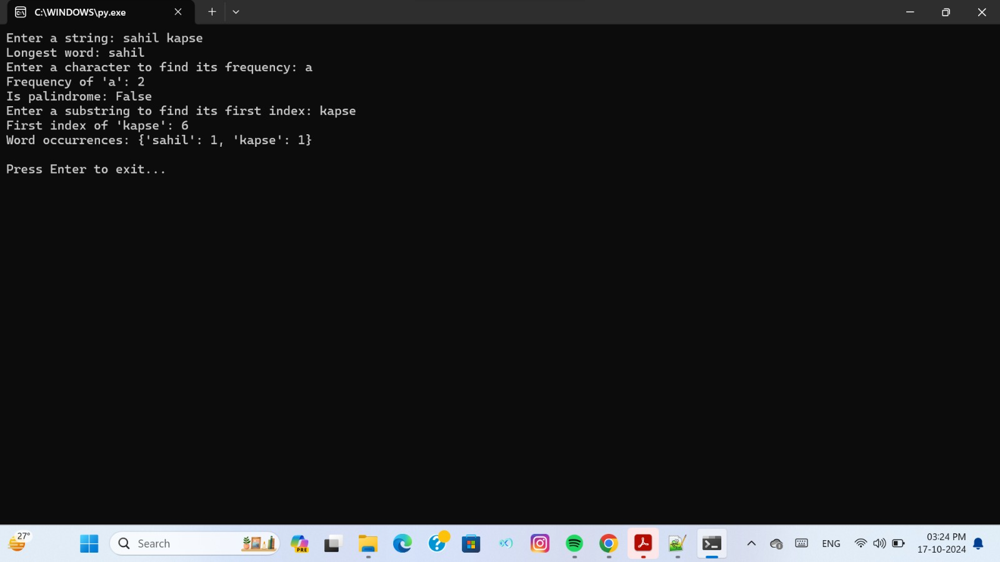 C:\WINDOWS\py.exe
Enter a string: sahil kapse
Longest word: sahil
Enter a character to find its frequency: a
Frequency of 'a': 2
Is palindrome: False
Enter a substring to find its first index: kapse
First index of 'kapse': 6
Word occurrences: {'sahil': 1, 'kapse': 1}
Press Enter to exit...
27°
Search
PRE
ENG
03:24 PM
17-10-2024